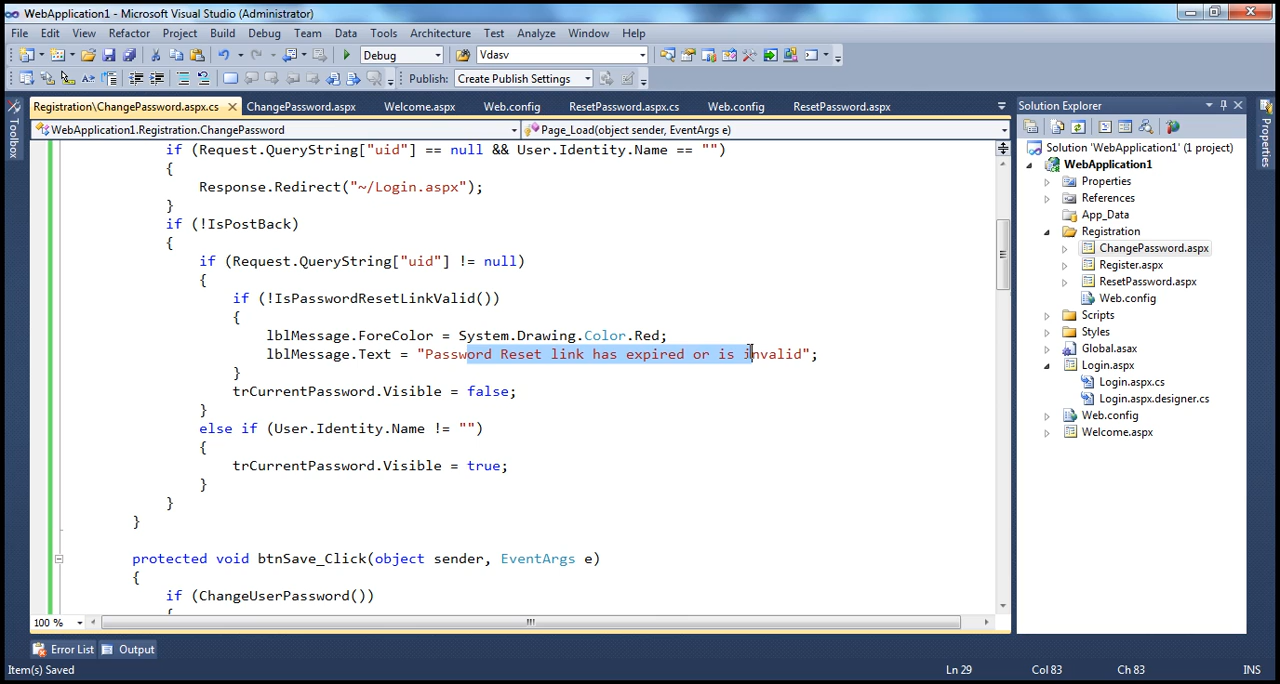 WebApplication1 - Microsoft Visual Studio (Administrator)
File Edit View Refactor Project Build Debug Team Data Tools Architecture Test Analyze Window Help
Debug Vdasv
Publish: Create Publish Settings
Registration\ChangePassword.aspx.cs ChangePassword.aspx Welcome.aspx Web.config ResetPassword.aspx.cs Web.config ResetPassword.aspx
WebApplication1.Registration.ChangePassword Page_Load(object sender, EventArgs e)
if (Request.QueryString["uid"] == null && User.Identity.Name == "")
{
Response.Redirect("~/Login.aspx");
}
if (!IsPostBack)
{
if (Request.QueryString["uid"] != null)
{
if (!IsPasswordResetLinkValid())
{
lblMessage.ForeColor = System.Drawing.Color.Red;
lblMessage.Text = "Password Reset link has expired or is invalid";
}
trCurrentPassword.Visible = false;
}
else if (User.Identity.Name != "")
{
trCurrentPassword.Visible = true;
}
}
}
protected void btnSave_Click(object sender, EventArgs e)
{
if (ChangeUserPassword())
{
100 %
Toolbox
Solution Explorer
Solution 'WebApplication1' (1 project)
WebApplication1
Properties
References
App_Data
Registration
ChangePassword.aspx
Register.aspx
ResetPassword.aspx
Web.config
Scripts
Styles
Global.asax
Login.aspx
Login.aspx.cs
Login.aspx.designer.cs
Web.config
Welcome.aspx
Properties
Error List Output
Item(s) Saved Ln 29 Col 83 Ch 83 INS